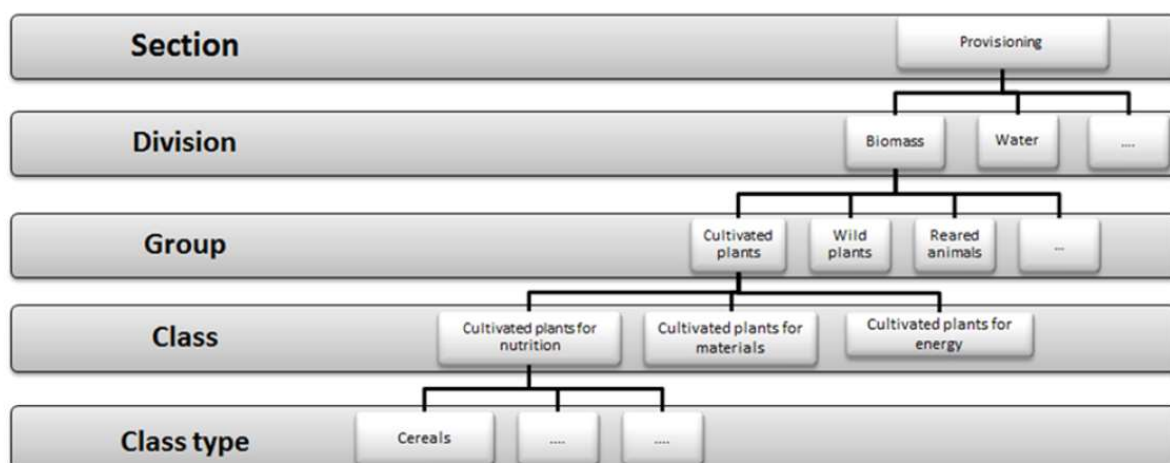 Section
Provisioning
Division
Biomass
Water
....
Group
Cultivated
plants
Wild
plants
Reared
animals
...
Class
Cultivated plants for
nutrition
Cultivated plants for
materials
Cultivated plants for
energy
Class type
Cereals
....
....